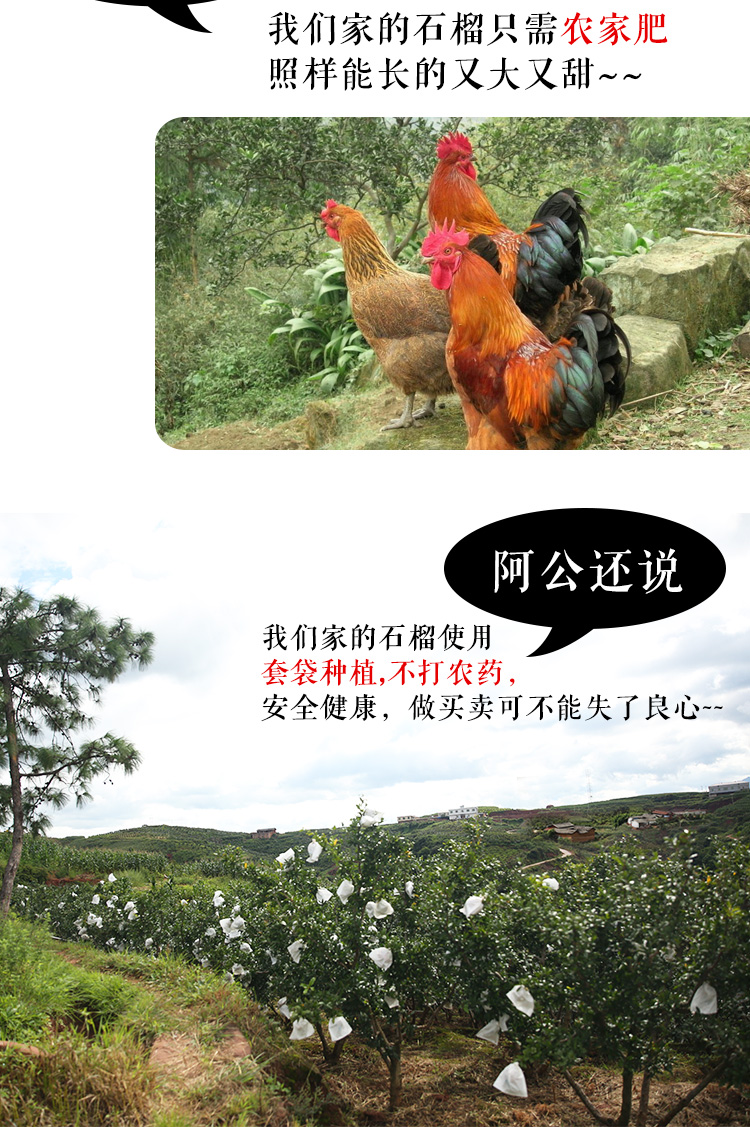 我们家的石榴只需农家肥
照样能长的又大又甜~~
阿公还说
我们家的石榴使用
套袋种植,不打农药，
安全健康，做买卖可不能失了良心~~